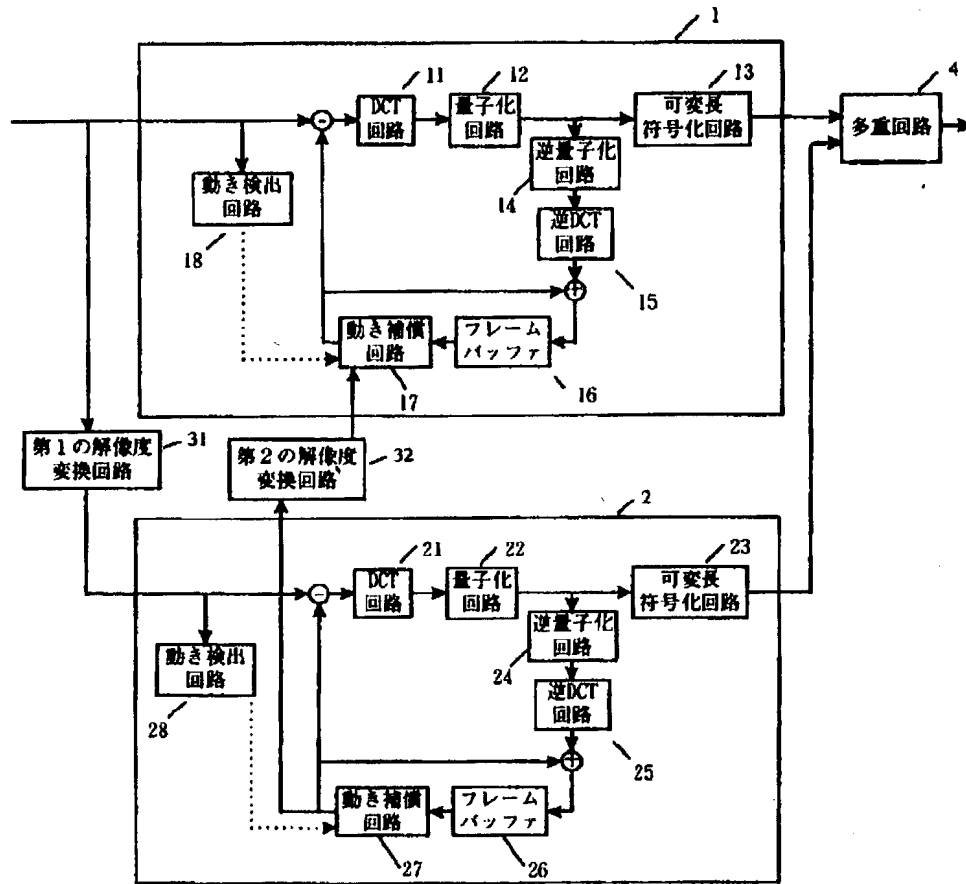 1
11
12
13
4
DCT
回路
量子化
回路
可変長
符号化回路
多重回路
逆量子化
回路
14
動き検出
回路
18
逆DCT
回路
15
動き補償
回路
17
フレーム
バッファ
16
第1の解像度
変換回路
31
第2の解像度
変換回路
32
2
21
22
23
DCT
回路
量子化
回路
可変長
符号化回路
逆量子化
回路
24
動き検出
回路
28
逆DCT
回路
25
動き補償
回路
27
フレーム
バッファ
26